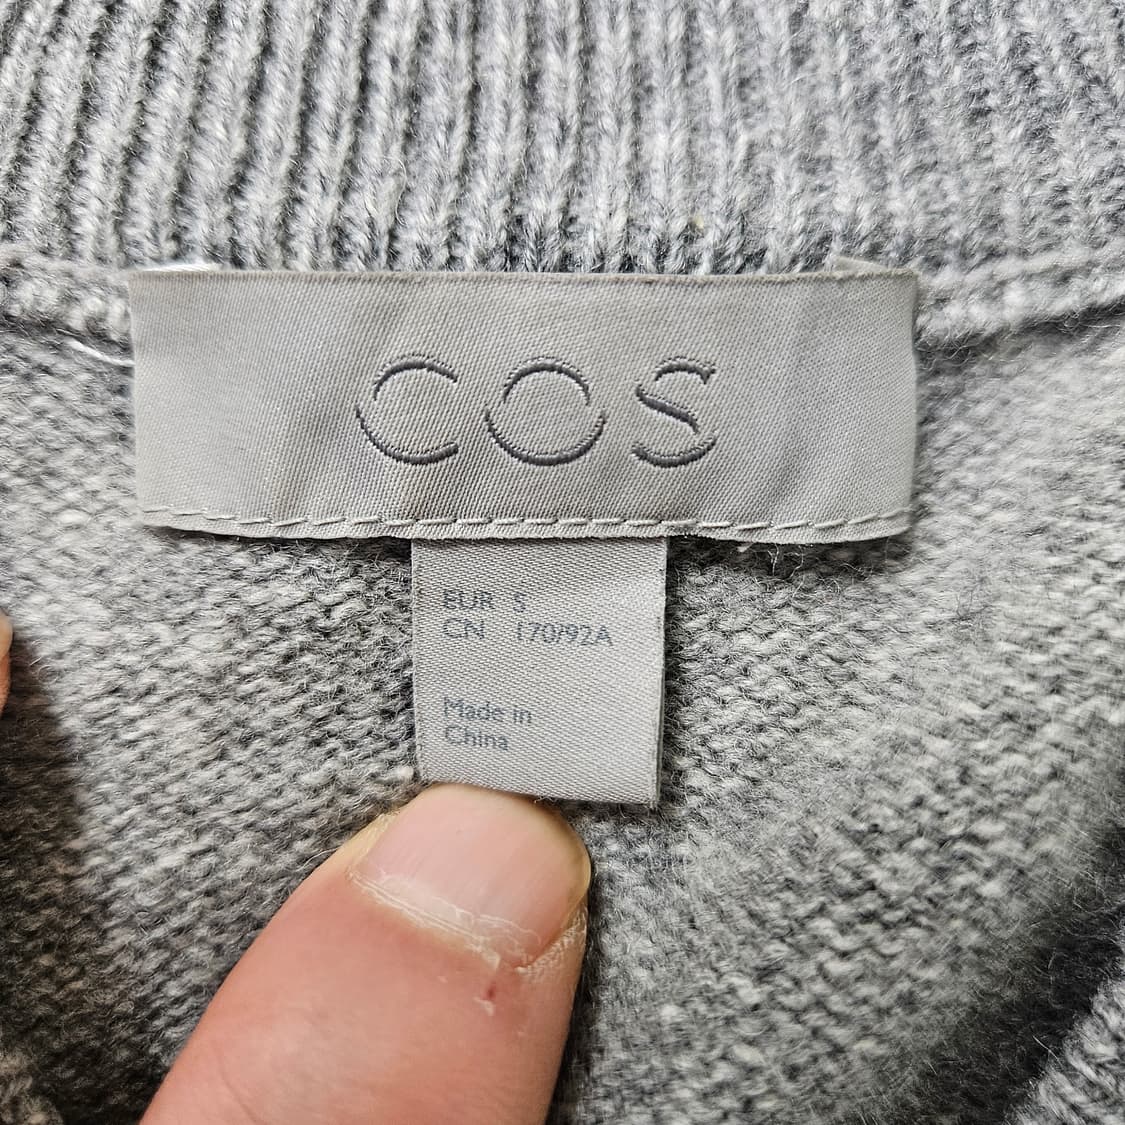 COS
EUR S
CN 170/92A
Made in
China